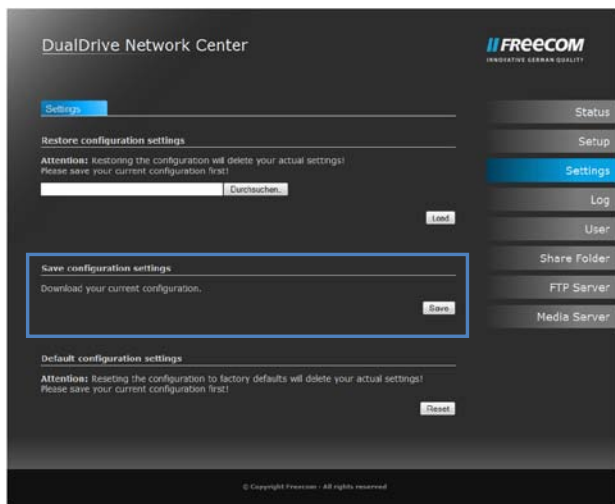 DualDrive Network Center
FREECOM
INNOVATIVE GERMAN QUALITY
Settings
Restore configuration settings
Attention: Restoring the configuration will delete your actual settings!
Please save your current configuration first!
Durchsuchen..
Load
Save configuration settings
Download your current configuration.
Save
Default configuration settings
Attention: Reseting the configuration to factory defaults will delete your actual settings!
Please save your current configuration first!
Reset
Status
Setup
Settings
Log
User
Share Folder
FTP Server
Media Server
© Copyright Freecom - All rights reserved